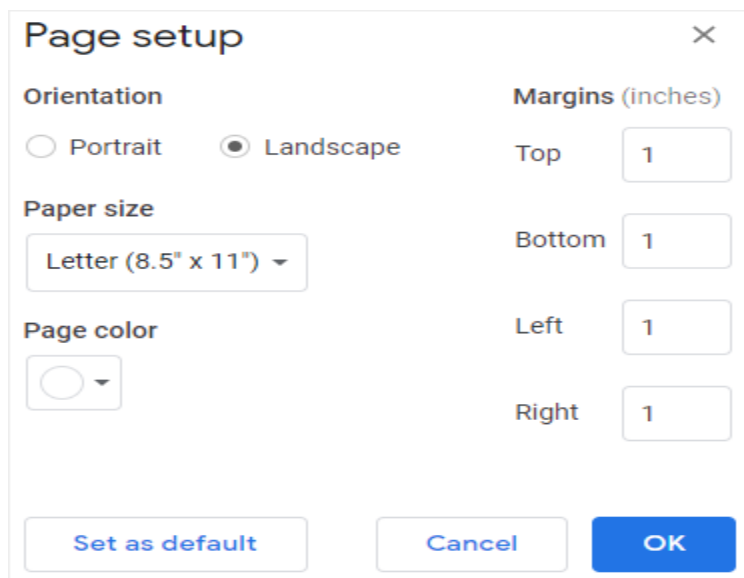 Page setup
Orientation
Portrait Landscape
Paper size
Letter (8.5" x 11")
Page color
Margins (inches)
Top 1
Bottom 1
Left 1
Right 1
Set as default Cancel OK